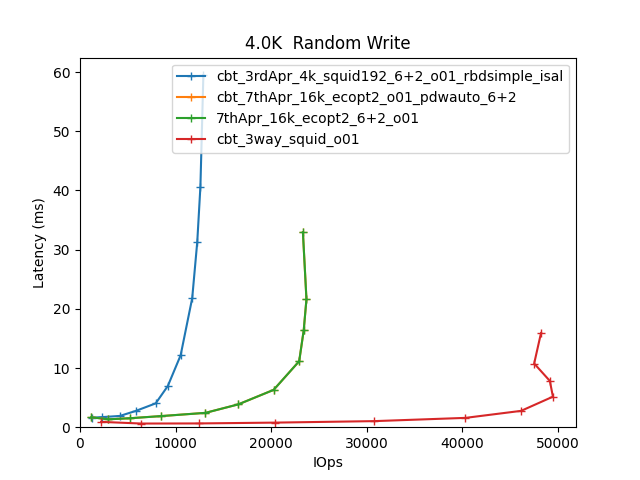 4.0K  Random Write
cbt_3rdApr_4k_squid192_6+2_o01_rbdsimple_isal
cbt_7thApr_16k_ecopt2_o01_pdwauto_6+2
7thApr_16k_ecopt2_6+2_o01
cbt_3way_squid_o01
60
50
40
30
20
10
0
Latency (ms)
0 10000 20000 30000 40000 50000
IOps